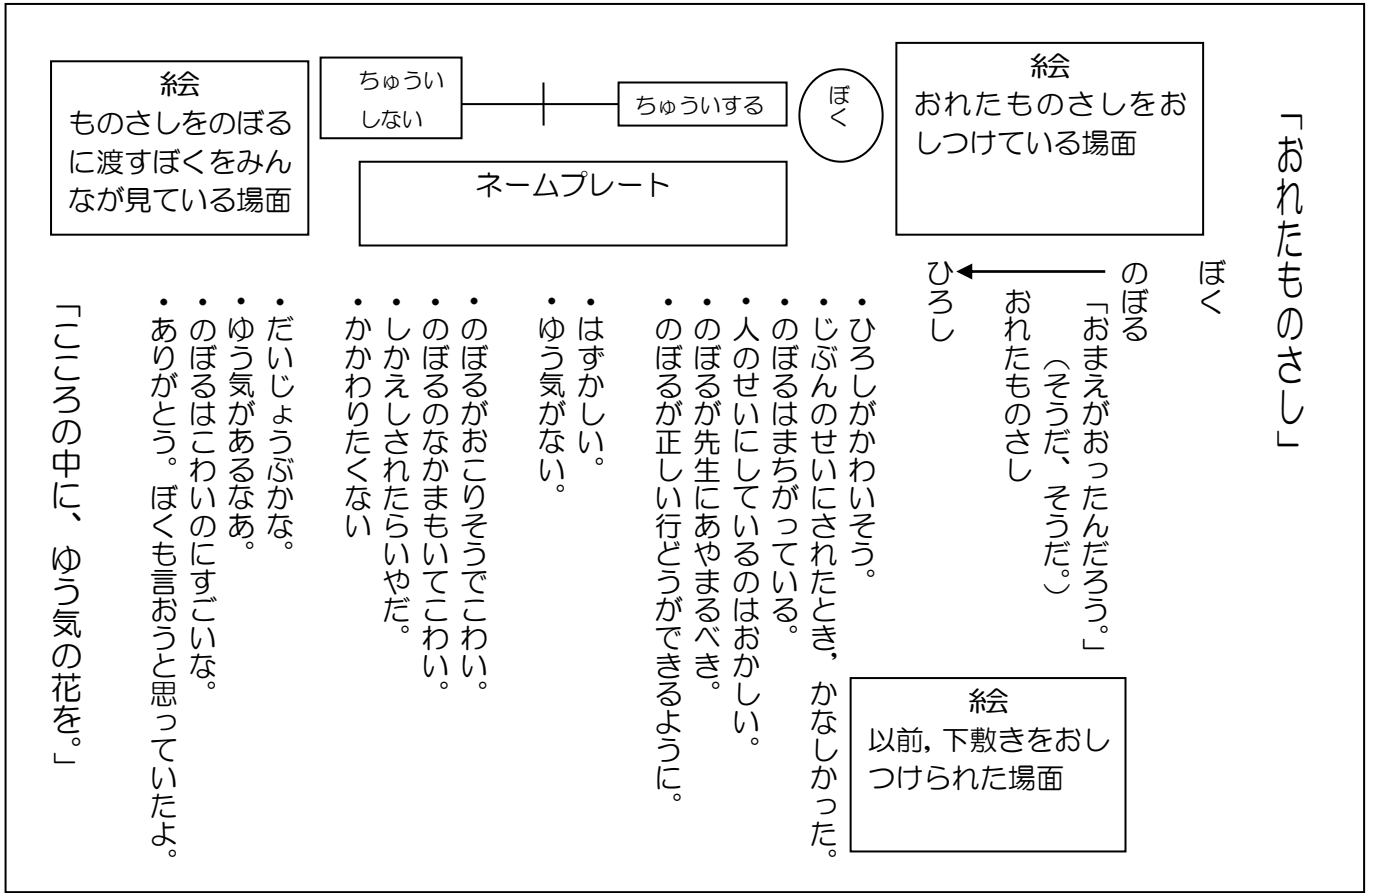 「おれたものさし」
絵
おれたものさしをお
しつけている場面
ぼく
のぼる
「おまえがおったんだろう。」
（そうだ、そうだ。）
おれたものさし
ひろし
絵
以前，下敷きをおし
つけられた場面
ぼく
ちゅういする
ちゅうい
しない
ネームプレート
・ひろしがかわいそう。
・じぶんのせいにされたとき，かなしかった。
・のぼるはまちがっている。
・人のせいにしているのはおかしい。
・のぼるが先生にあやまるべき。
・のぼるが正しい行どうができるように。
・はずかしい。
・ゆう気がない。
・のぼるがおこりそうでこわい。
・のぼるのなかまもいてこわい。
・しかえしされたらいやだ。
・かかわりたくない
絵
ものさしをのぼる
に渡すぼくをみん
なが見ている場面
・だいじょうぶかな。
・ゆう気があるなあ。
・のぼるはこわいのにすごいな。
・ありがとう。ぼくも言おうと思っていたよ。
「こころの中に、ゆう気の花を。」